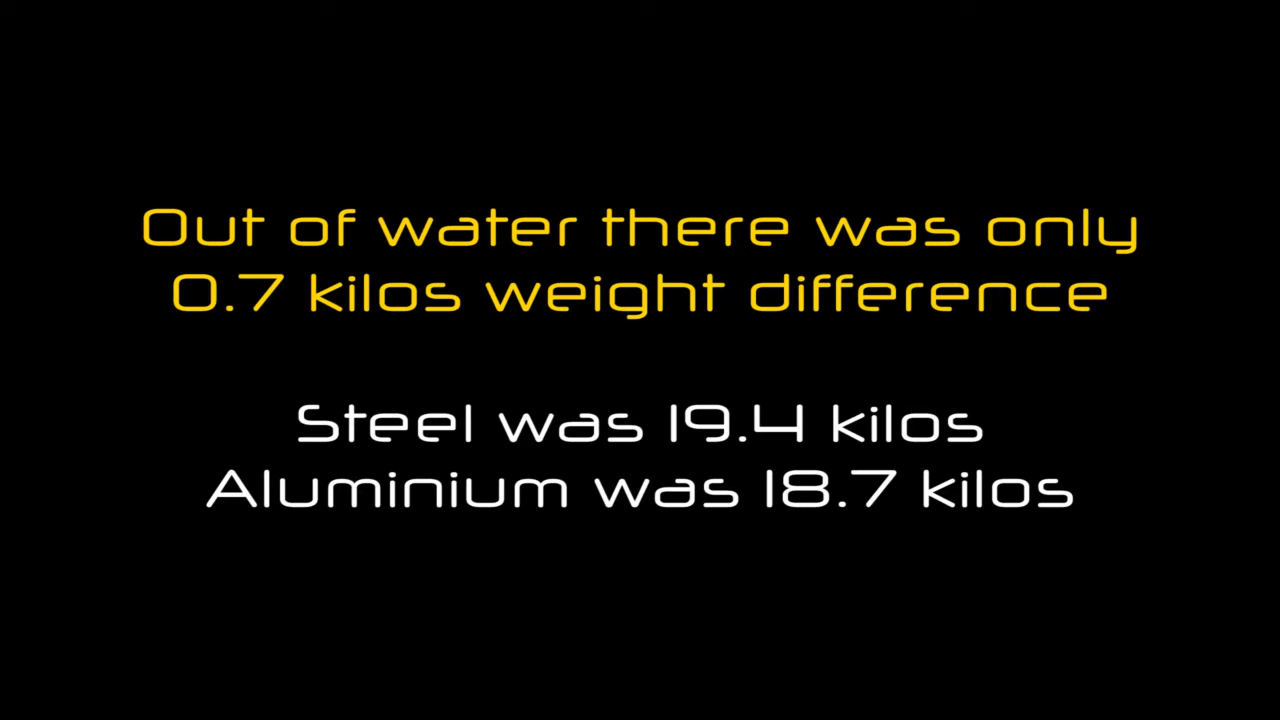 Out of water there was only
0.7 kilos weight difference
Steel was 19.4 kilos
Aluminium was 18.7 kilos